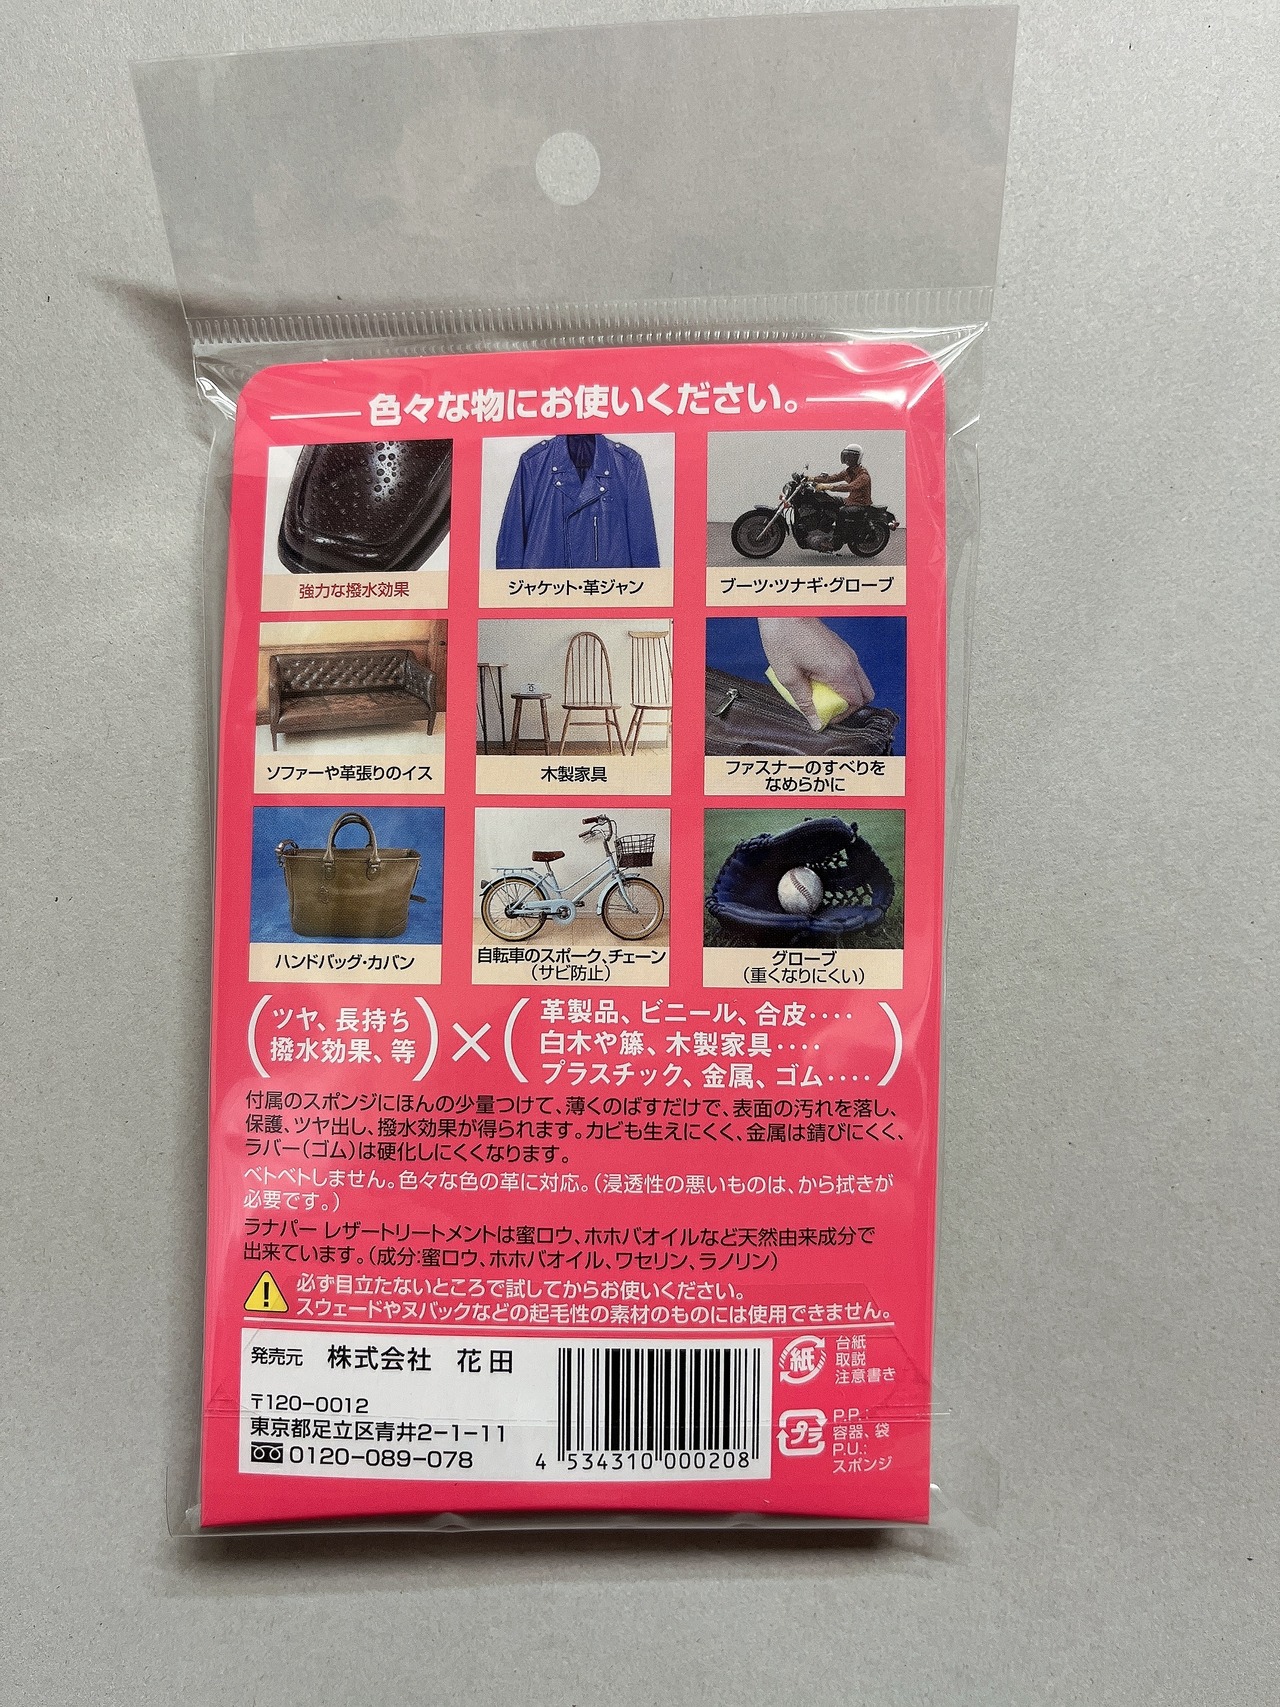 色々な物にお使いください。
強力な撥水効果
ジャケット・革ジャン
ブーツ・ツナギ・グローブ
ソファーや革張りのイス
木製家具
ファスナーのすべりを
なめらかに
ハンドバッグ・カバン
自転車のスポーク、チェーン
(サビ防止)
グローブ
(重くなりにくい)
(ツヤ、長持ち
撥水効果、等)
×
(革製品、ビニール、合皮‥‥
白木や籐、木製家具‥‥
プラスチック、金属、ゴム‥‥)
付属のスポンジにほんの少量つけて、薄くのばすだけで、表面の汚れを落し、
保護、ツヤ出し、撥水効果が得られます。カビも生えにくく、金属は錆びにくく、
ラバー(ゴム)は硬化しにくくなります。
ベトベトしません。色々な色の革に対応。(浸透性の悪いものは、から拭きが
必要です。)
ラナパー レザートリートメントは蜜ロウ、ホホバオイルなど天然由来成分で
出来ています。(成分:蜜ロウ、ホホバオイル、ワセリン、ラノリン)
必ず目立たないところで試してからお使いください。
スウェードやヌバックなどの起毛性の素材のものには使用できません。
発売元 株式会社 花田
〒120-0012
東京都足立区青井2-1-11
0120-089-078
4 534310 000208
紙
台紙
取説
注意書き
プラ
P.P.:
容器、袋
P.U.:
スポンジ